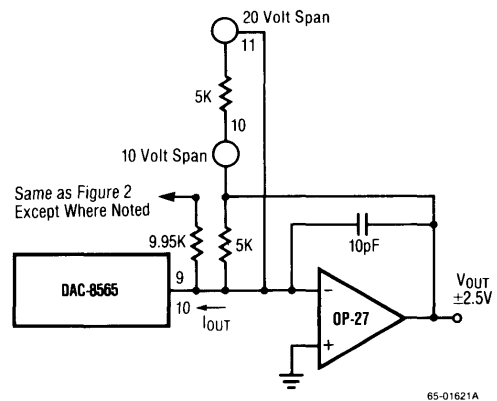 20 Volt Span
11
5K
10
10 Volt Span
Same as Figure 2
Except Where Noted
9.95K
5K
10pF
DAC-8565
9
10
IOUT
−
+
OP-27
VOUT
±2.5V
65-01621A